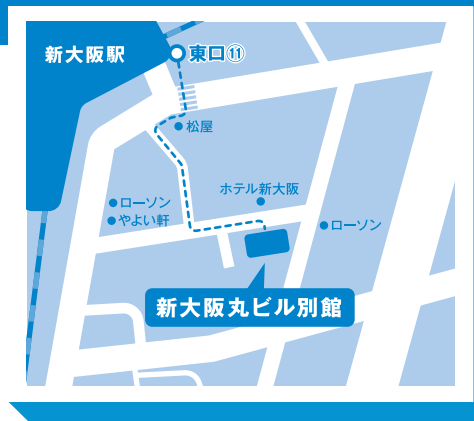 新大阪駅
東口⑪
松屋
ホテル新大阪
ローソン
やよい軒
ローソン
新大阪丸ビル別館